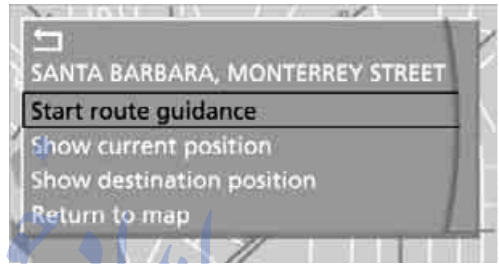 SANTA BARBARA, MONTERREY STREET
Start route guidance
Show current position
Show destination position
Return to map